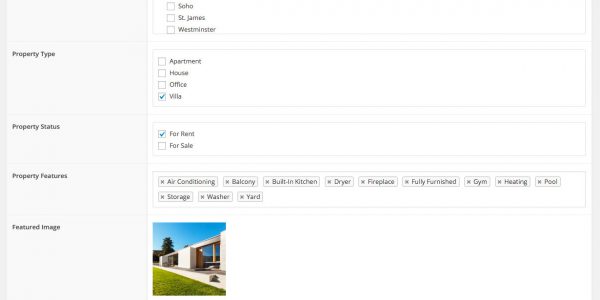 Soho
St. James
Westminster
Property Type
Apartment
House
Office
Villa
Property Status
For Rent
For Sale
Property Features
× Air Conditioning × Balcony × Built-In Kitchen × Dryer × Fireplace × Fully Furnished × Gym × Heating × Pool
× Storage × Washer × Yard
Featured Image